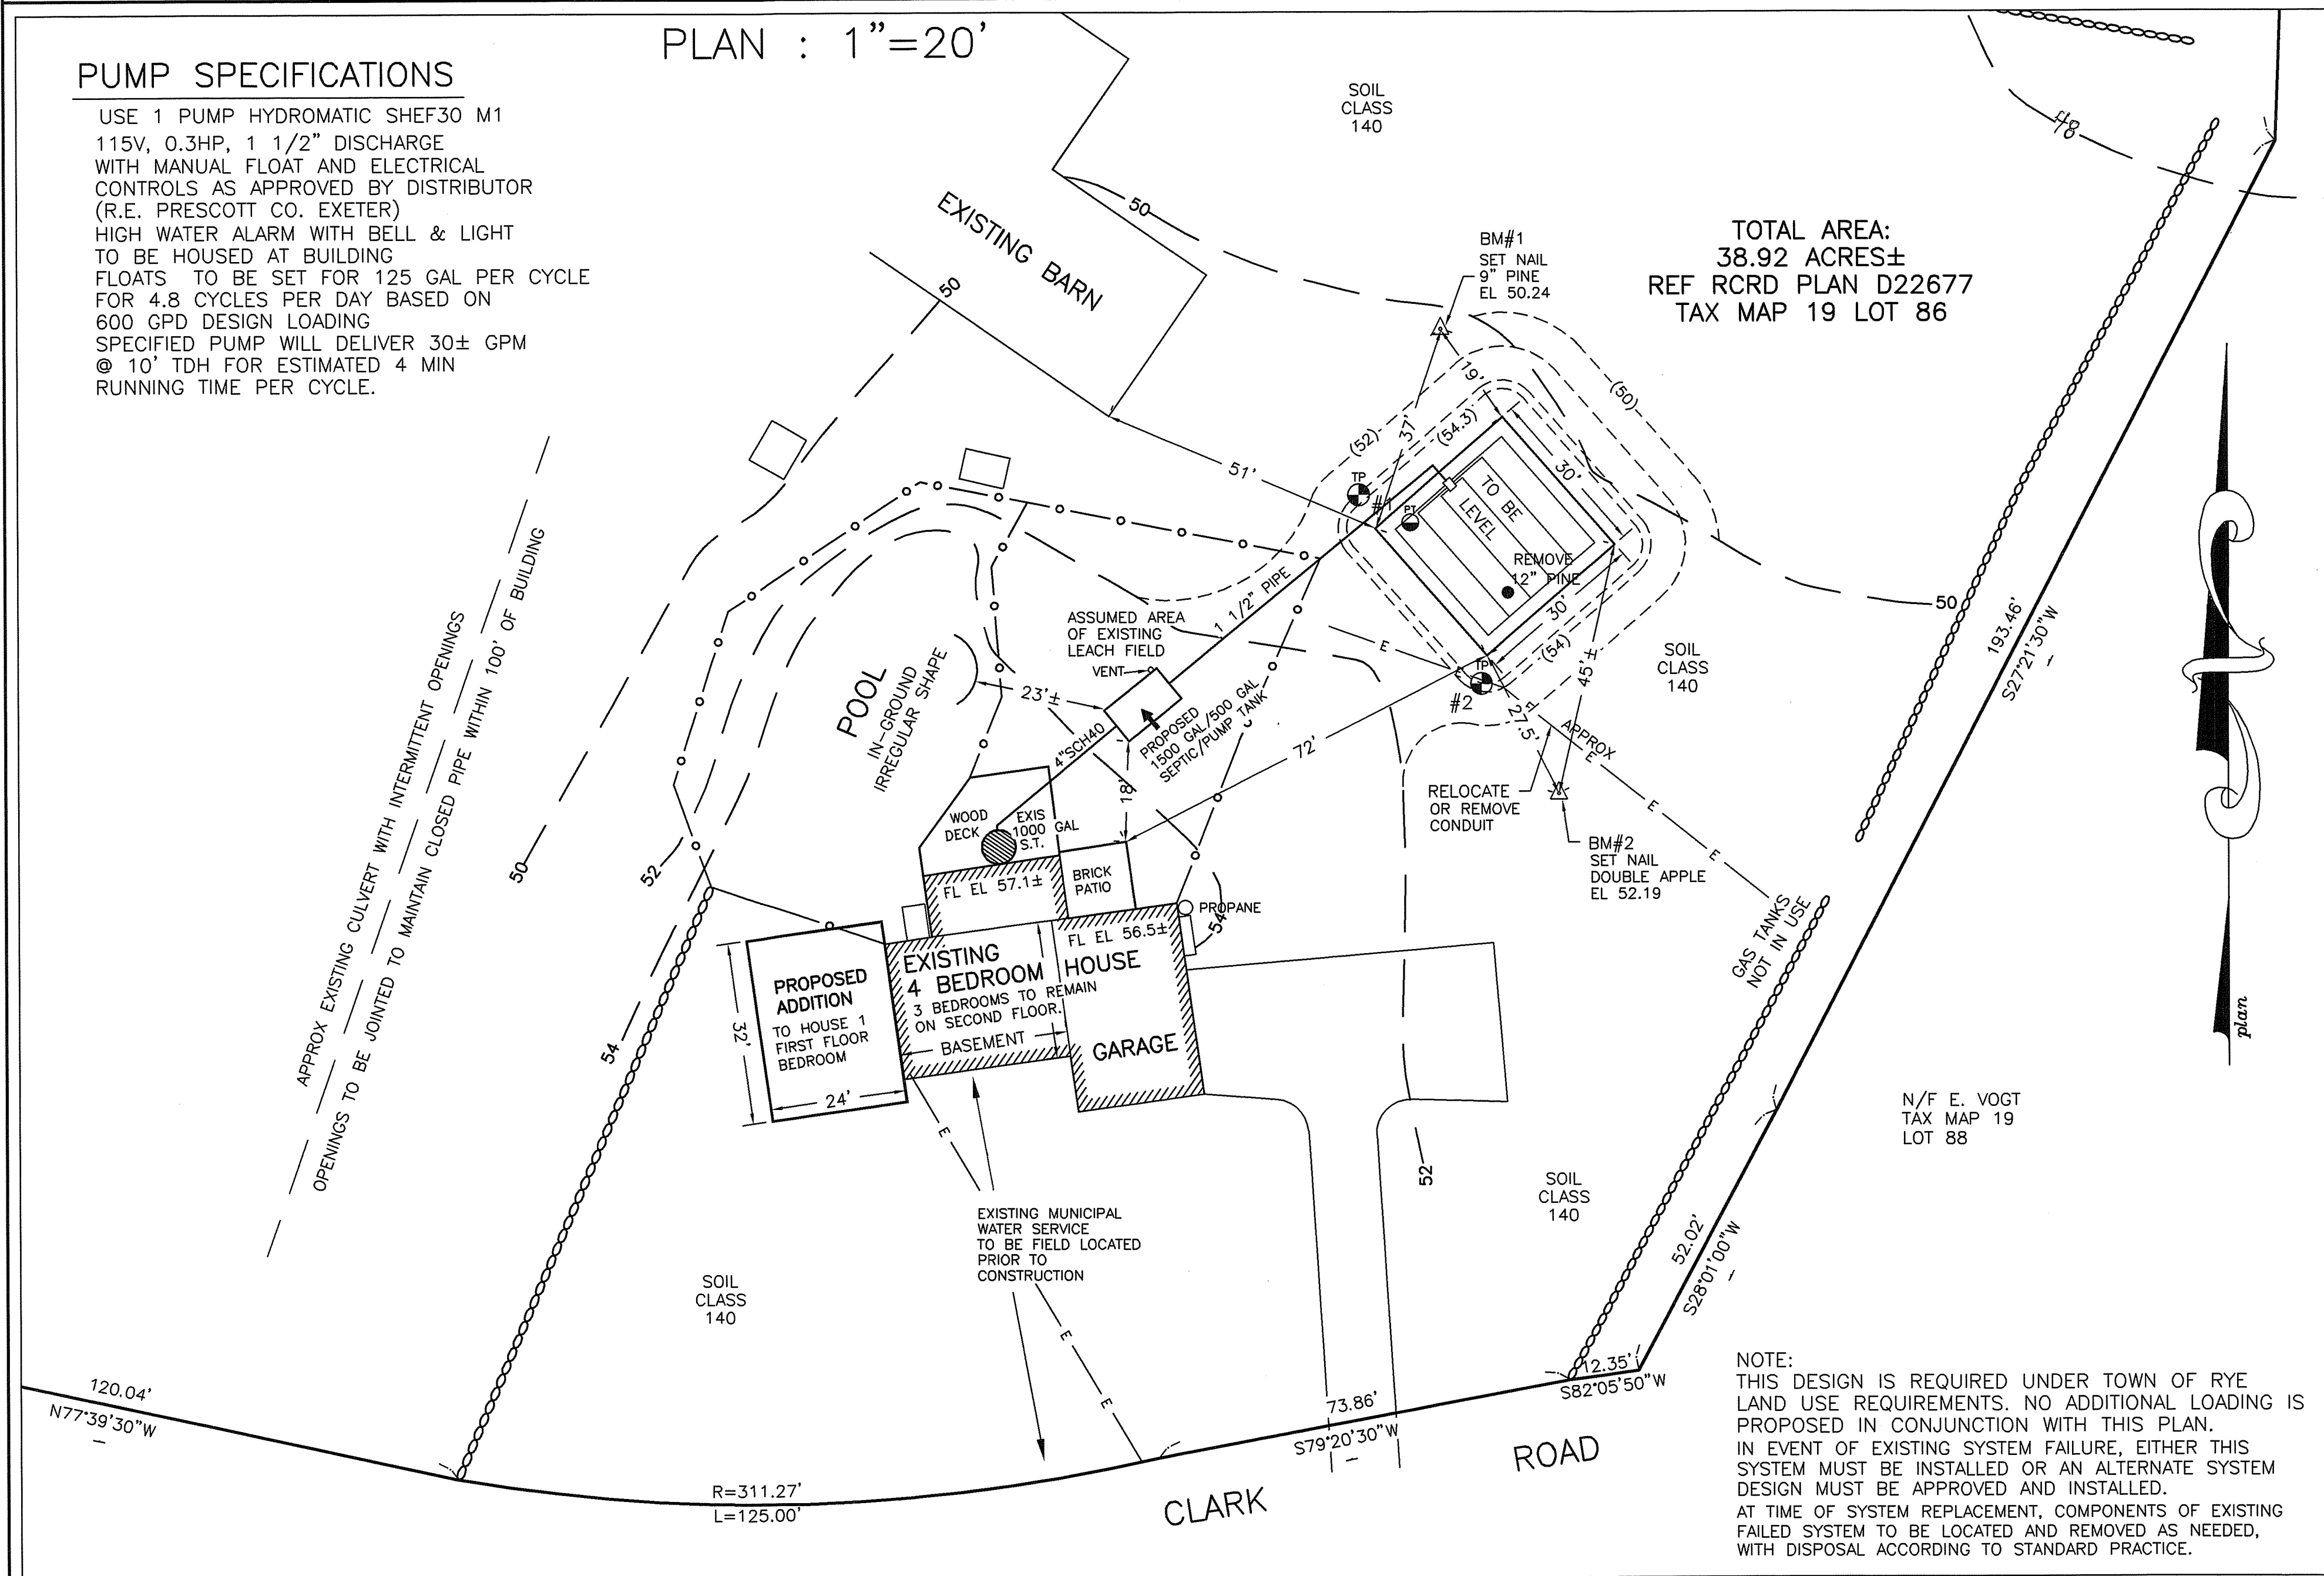 PLAN : 1"=20'
PUMP SPECIFICATIONS
USE 1 PUMP HYDROMATIC SHEF30 M1
115V, 0.3HP, 1 1/2" DISCHARGE
WITH MANUAL FLOAT AND ELECTRICAL
CONTROLS AS APPROVED BY DISTRIBUTOR
(R.E. PRESCOTT CO. EXETER)
HIGH WATER ALARM WITH BELL & LIGHT
TO BE HOUSED AT BUILDING
FLOATS TO BE SET FOR 125 GAL PER CYCLE
FOR 4.8 CYCLES PER DAY BASED ON
600 GPD DESIGN LOADING
SPECIFIED PUMP WILL DELIVER 30± GPM
@ 10' TDH FOR ESTIMATED 4 MIN
RUNNING TIME PER CYCLE.
SOIL
CLASS
140
48
50
EXISTING BARN
50
BM#1
SET NAIL
9" PINE
EL 50.24
TOTAL AREA:
38.92 ACRES±
REF RCRD PLAN D22677
TAX MAP 19 LOT 86
19'
37'
(50)
(52)
(54.3)
51'
30'
TP
#1
PT
TO BE
LEVEL
REMOVE
12" PINE
30'
(54)
45'±
TP
#2
27.5'
50
193.46'
S27°21'30"W
SOIL
CLASS
140
1 1/2" PIPE
ASSUMED AREA
OF EXISTING
LEACH FIELD
VENT
E
POOL
IN-GROUND
IRREGULAR SHAPE
23'±
4"SCH40
PROPOSED
1500 GAL/500 GAL
SEPTIC/PUMP TANK
72'
18'
APPROX
E
E
E
RELOCATE
OR REMOVE
CONDUIT
BM#2
SET NAIL
DOUBLE APPLE
EL 52.19
GAS TANKS
NOT IN USE
APPROX EXISTING CULVERT WITH INTERMITTENT OPENINGS
OPENINGS TO BE JOINTED TO MAINTAIN CLOSED PIPE WITHIN 100' OF BUILDING
50
52
54
WOOD
DECK
EXIS
1000 GAL
S.T.
FL EL 57.1±
BRICK
PATIO
PROPANE
54
FL EL 56.5±
EXISTING
4 BEDROOM HOUSE
3 BEDROOMS TO REMAIN
ON SECOND FLOOR.
BASEMENT
GARAGE
PROPOSED
ADDITION
TO HOUSE 1
FIRST FLOOR
BEDROOM
32'
24'
E
52
plan
N/F E. VOGT
TAX MAP 19
LOT 88
SOIL
CLASS
140
52.02'
S28°01'00"W
EXISTING MUNICIPAL
WATER SERVICE
TO BE FIELD LOCATED
PRIOR TO
CONSTRUCTION
SOIL
CLASS
140
E
E
120.04'
N77°39'30"W
R=311.27'
L=125.00'
73.86'
S79°20'30"W
12.35'
S82°05'50"W
CLARK ROAD
NOTE:
THIS DESIGN IS REQUIRED UNDER TOWN OF RYE
LAND USE REQUIREMENTS. NO ADDITIONAL LOADING IS
PROPOSED IN CONJUNCTION WITH THIS PLAN.
IN EVENT OF EXISTING SYSTEM FAILURE, EITHER THIS
SYSTEM MUST BE INSTALLED OR AN ALTERNATE SYSTEM
DESIGN MUST BE APPROVED AND INSTALLED.
AT TIME OF SYSTEM REPLACEMENT, COMPONENTS OF EXISTING
FAILED SYSTEM TO BE LOCATED AND REMOVED AS NEEDED,
WITH DISPOSAL ACCORDING TO STANDARD PRACTICE.